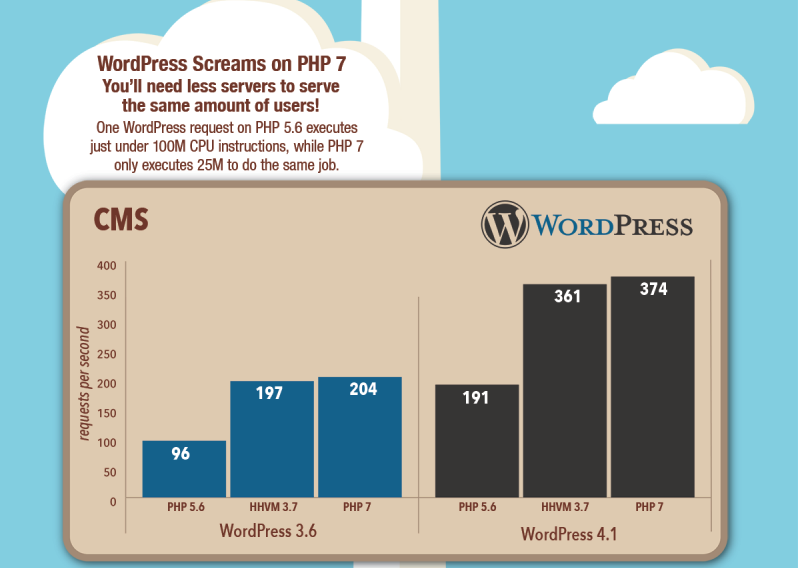 WordPress Screams on PHP 7
You'll need less servers to serve
the same amount of users!
One WordPress request on PHP 5.6 executes
just under 100M CPU instructions, while PHP 7
only executes 25M to do the same job.
CMS
WORDPRESS
400
350
300
250
200
150
100
50
0
requests per second
96
197
204
191
361
374
PHP 5.6
HHVM 3.7
PHP 7
PHP 5.6
HHVM 3.7
PHP 7
WordPress 3.6
WordPress 4.1